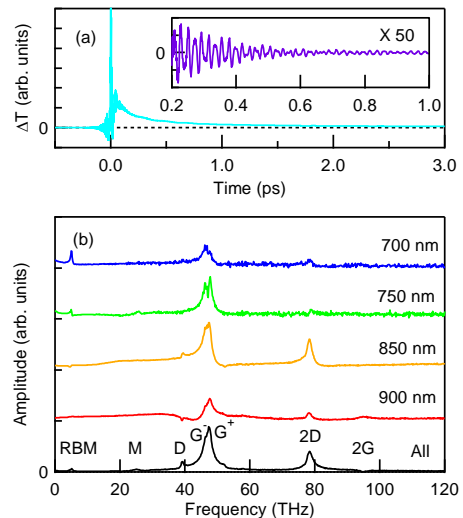 (a)
X 50
0
0.2 0.4 0.6 0.8 1.0
ΔT (arb. units)
0
0.0 1.0 2.0 3.0
Time (ps)
(b)
700 nm
750 nm
850 nm
900 nm
Amplitude (arb. units)
RBM M D G⁻ G⁺ 2D 2G All
0
0 20 40 60 80 100 120
Frequency (THz)